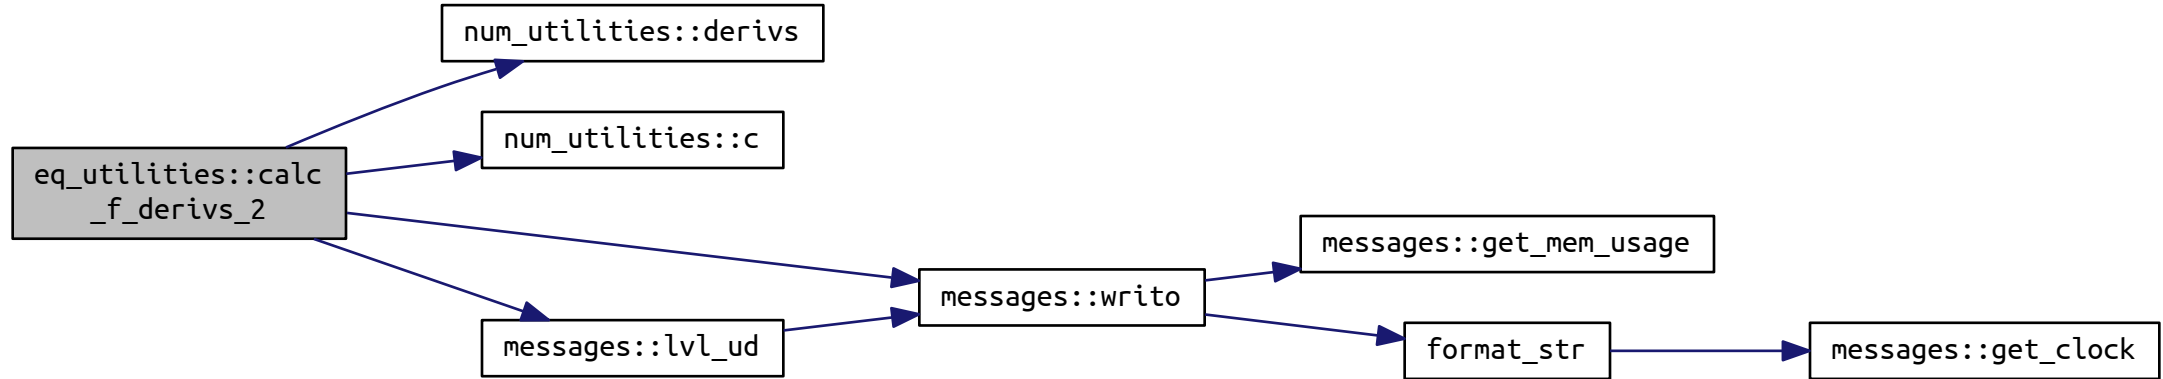 num_utilities::derivs
num_utilities::c
eq_utilities::calc
_f_derivs_2
messages::get_mem_usage
messages::writo
messages::lvl_ud
format_str
messages::get_clock